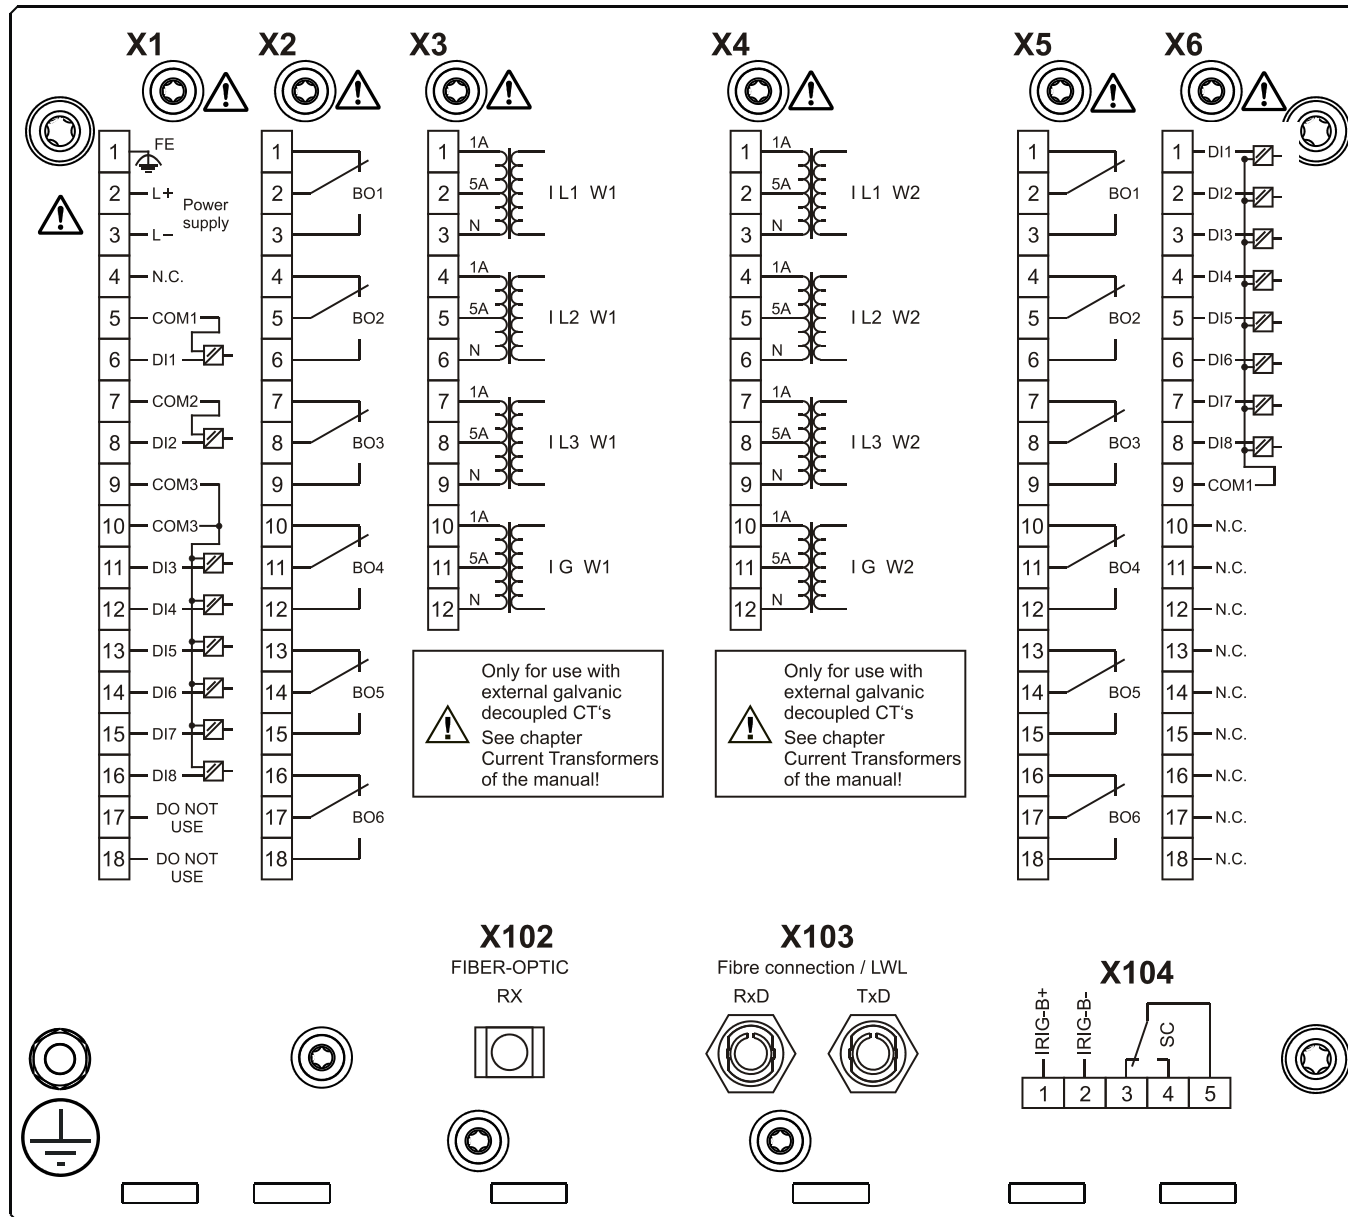 X1
X2
X3
X4
X5
X6
1 FE
2 L+
Power
supply
3 L–
4 N.C.
5 COM1
6 DI1
7 COM2
8 DI2
9 COM3
10 COM3
11 DI3
12 DI4
13 DI5
14 DI6
15 DI7
16 DI8
17 DO NOT
USE
18 DO NOT
USE
1
2 BO1
3
4
5 BO2
6
7
8 BO3
9
10
11 BO4
12
13
14 BO5
15
16
17 BO6
18
1 1A
2 5A I L1 W1
3 N
4 1A
5 5A I L2 W1
6 N
7 1A
8 5A I L3 W1
9 N
10 1A
11 5A I G W1
12 N
Only for use with
external galvanic
decoupled CT‘s
See chapter
Current Transformers
of the manual!
1 1A
2 5A I L1 W2
3 N
4 1A
5 5A I L2 W2
6 N
7 1A
8 5A I L3 W2
9 N
10 1A
11 5A I G W2
12 N
Only for use with
external galvanic
decoupled CT‘s
See chapter
Current Transformers
of the manual!
1
2 BO1
3
4
5 BO2
6
7
8 BO3
9
10
11 BO4
12
13
14 BO5
15
16
17 BO6
18
1 DI1
2 DI2
3 DI3
4 DI4
5 DI5
6 DI6
7 DI7
8 DI8
9 COM1
10 N.C.
11 N.C.
12 N.C.
13 N.C.
14 N.C.
15 N.C.
16 N.C.
17 N.C.
18 N.C.
X102
FIBER-OPTIC
RX
X103
Fibre connection / LWL
RxD TxD
X104
IRIG-B+
IRIG-B-
SC
1 2 3 4 5